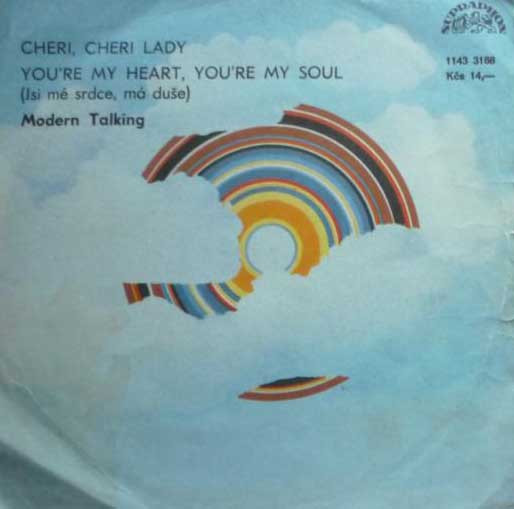 CHERI, CHERI LADY
YOU'RE MY HEART, YOU'RE MY SOUL
(Jsi mé srdce, má duše)
Modern Talking
SUPRAPHON
1143 3188
Kčs 14,—